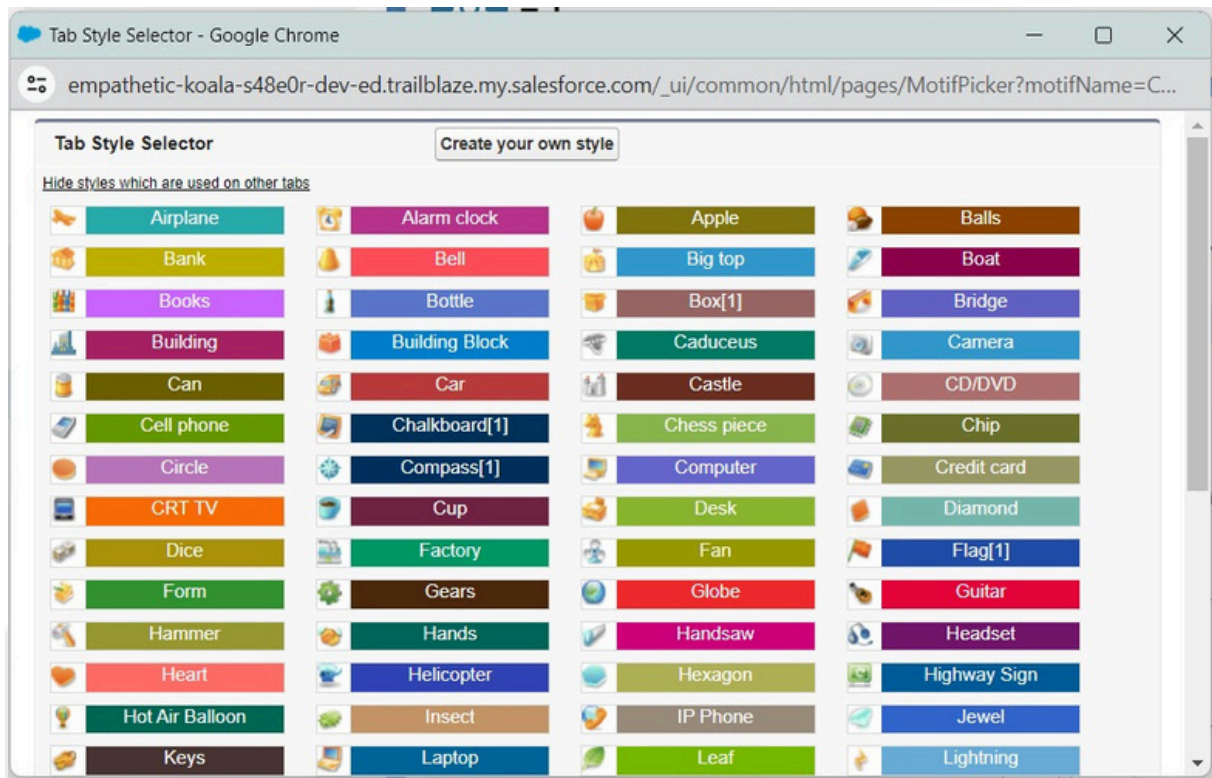 Tab Style Selector - Google Chrome
empathetic-koala-s48e0r-dev-ed.trailblaze.my.salesforce.com/_ui/common/html/pages/MotifPicker?motifName=C...
Tab Style Selector Create your own style
Hide styles which are used on other tabs
Airplane Alarm clock Apple Balls
Bank Bell Big top Boat
Books Bottle Box[1] Bridge
Building Building Block Caduceus Camera
Can Car Castle CD/DVD
Cell phone Chalkboard[1] Chess piece Chip
Circle Compass[1] Computer Credit card
CRT TV Cup Desk Diamond
Dice Factory Fan Flag[1]
Form Gears Globe Guitar
Hammer Hands Handsaw Headset
Heart Helicopter Hexagon Highway Sign
Hot Air Balloon Insect IP Phone Jewel
Keys Laptop Leaf Lightning